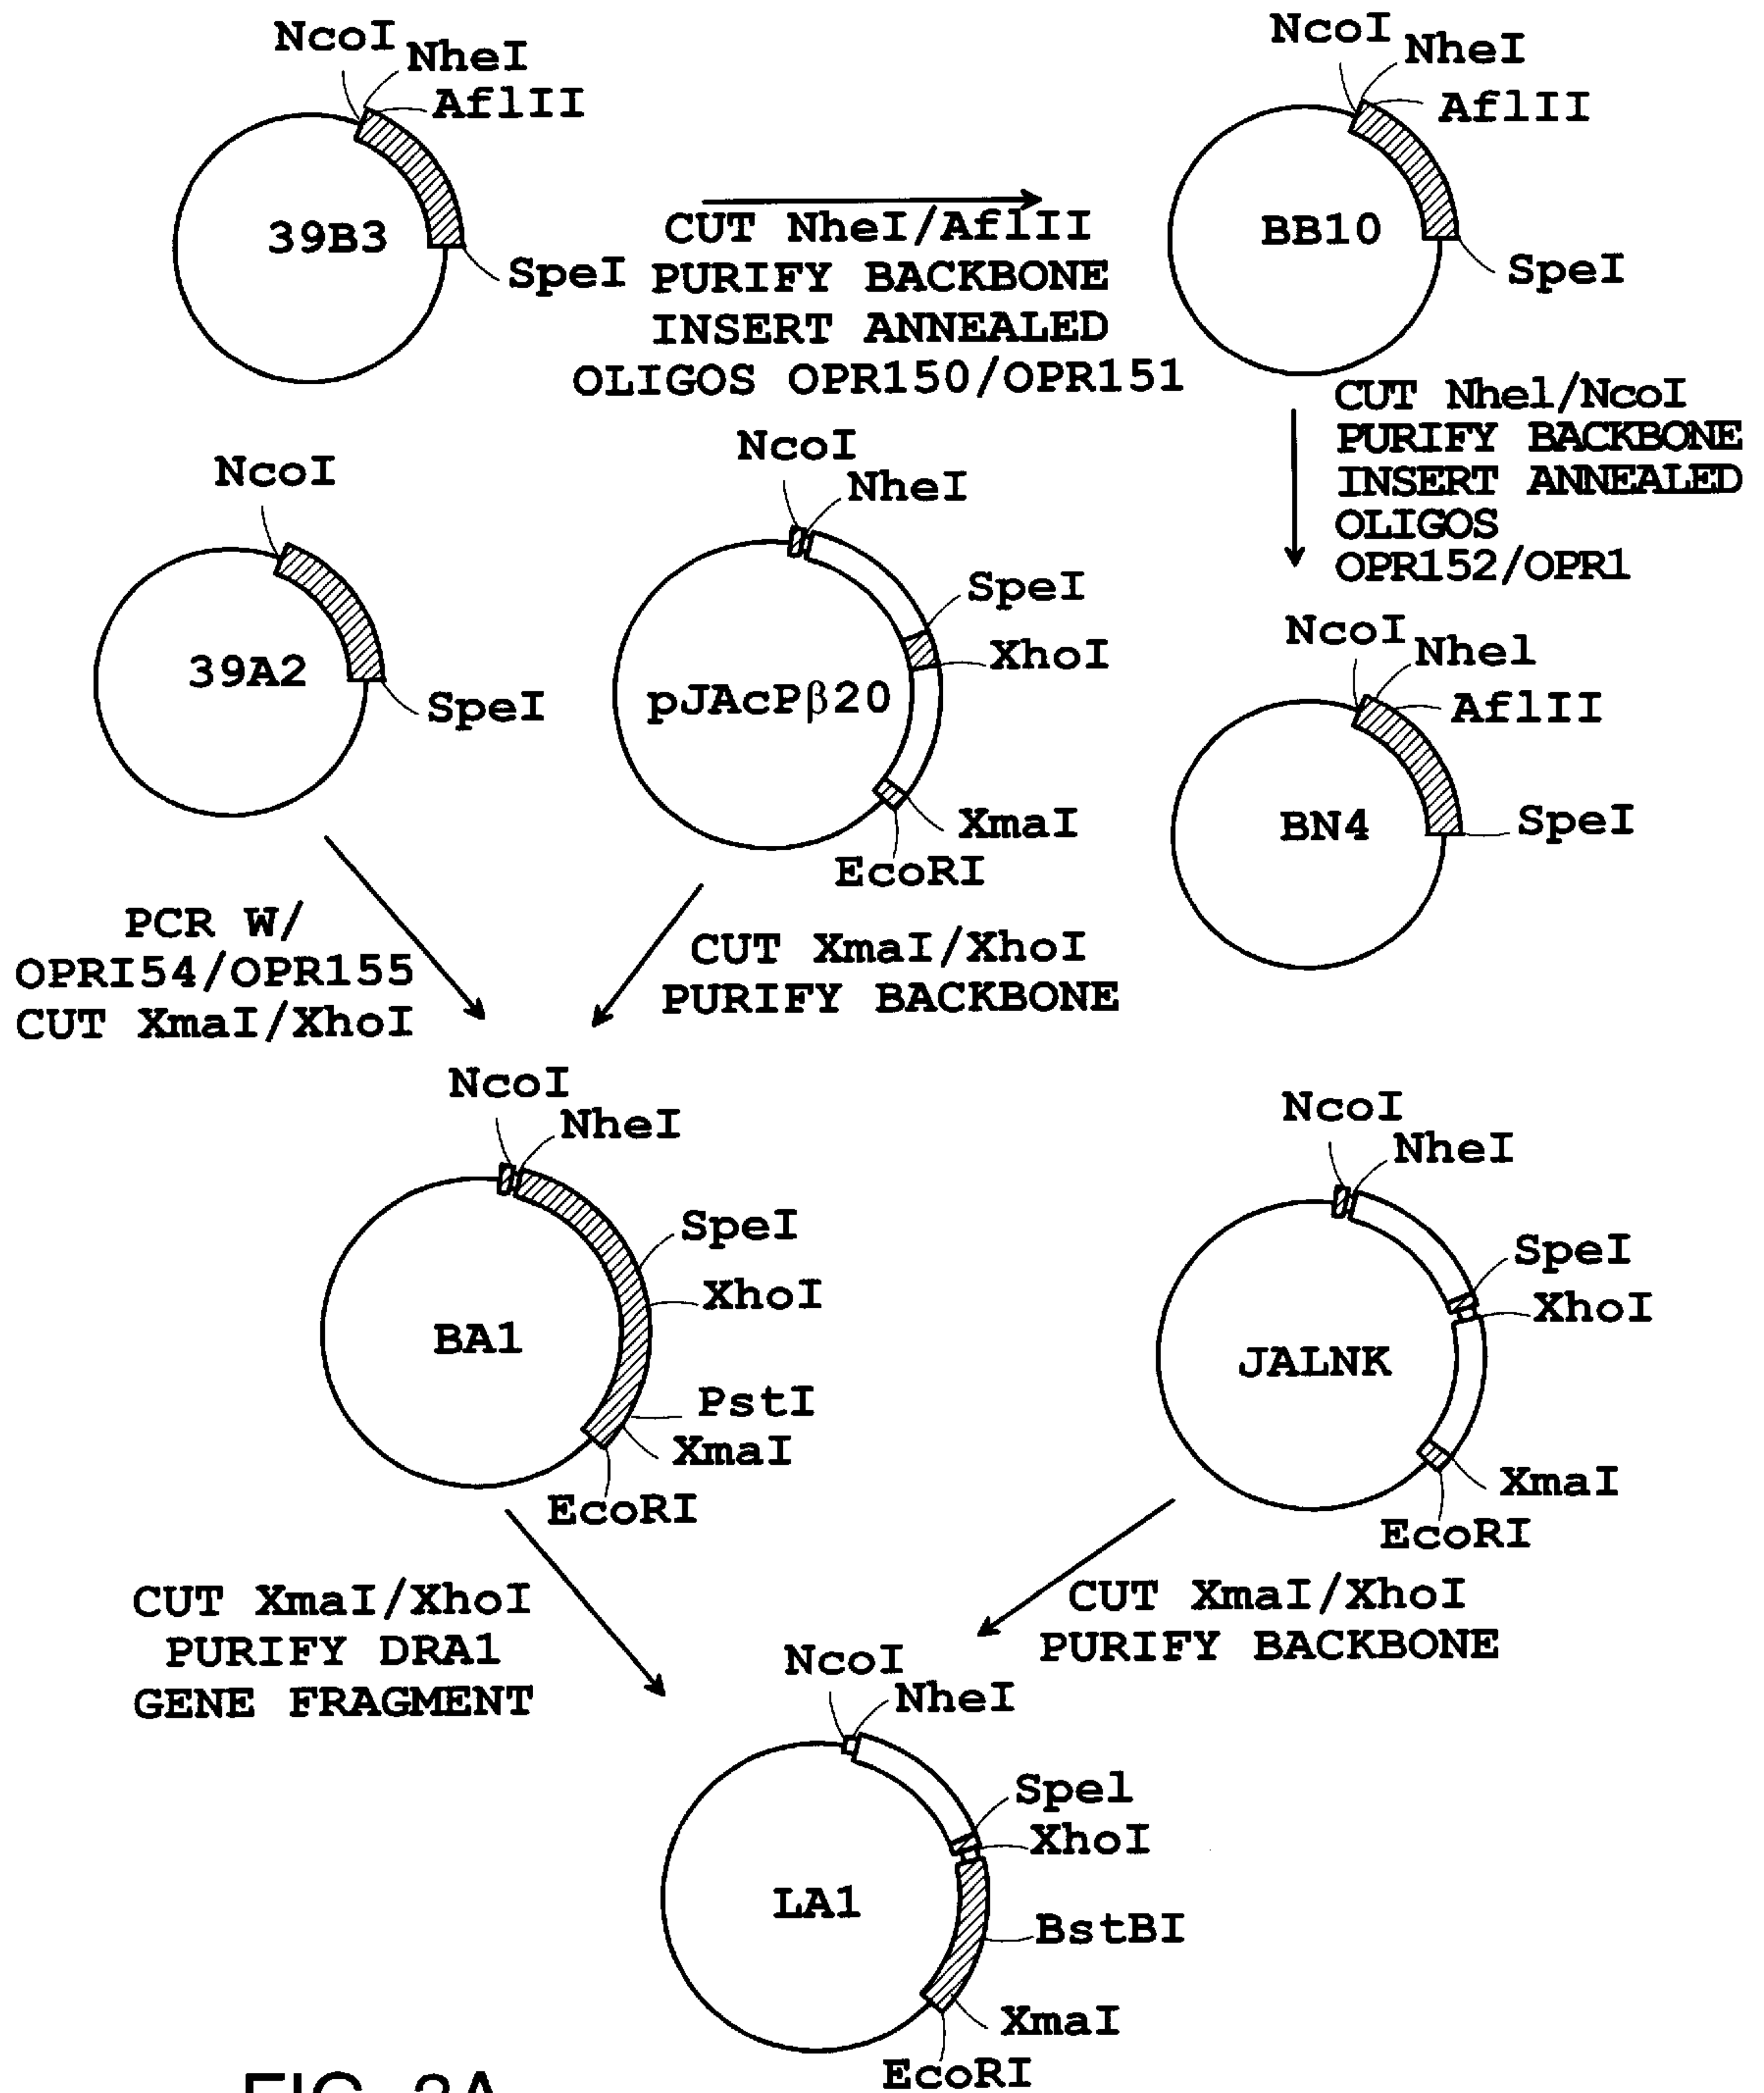 NcoI
NheI
AflII
39B3
SpeI
CUT NheI/AflII
PURIFY BACKBONE
INSERT ANNEALED
OLIGOS OPR150/OPR151
NcoI
NheI
AflII
BB10
SpeI
CUT Nhel/NcoI
PURIFY BACKBONE
INSERT ANNEALED
OLIGOS
OPR152/OPR1
NcoI
39A2
SpeI
NcoI
NheI
SpeI
XhoI
pJAcPβ20
XmaI
EcoRI
NcoI
Nhel
AflII
BN4
SpeI
PCR W/
OPRI54/OPR155
CUT XmaI/XhoI
CUT XmaI/XhoI
PURIFY BACKBONE
NcoI
NheI
SpeI
XhoI
BA1
PstI
XmaI
EcoRI
NcoI
NheI
SpeI
XhoI
JALNK
XmaI
EcoRI
CUT XmaI/XhoI
PURIFY DRA1
GENE FRAGMENT
CUT XmaI/XhoI
PURIFY BACKBONE
NcoI
NheI
Spel
XhoI
LA1
BstBI
XmaI
EcoRI